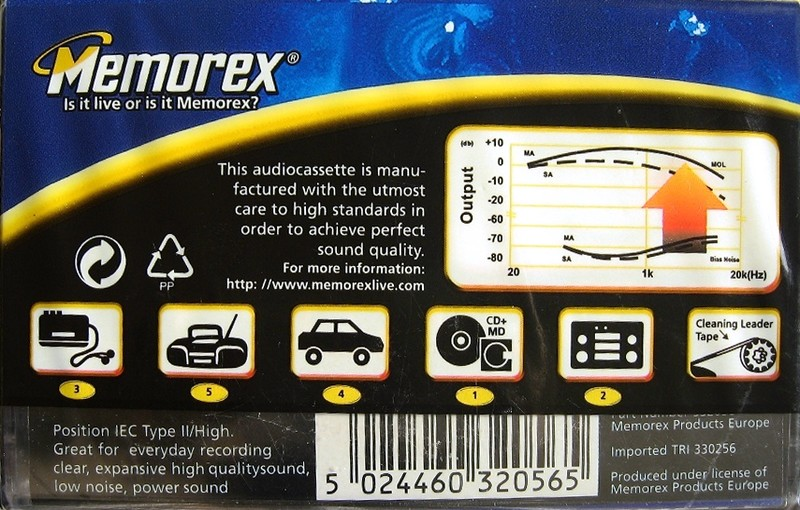 Memorex®
Is it live or is it Memorex?
This audiocassette is manu-
factured with the utmost
care to high standards in
order to achieve perfect
sound quality.
For more information:
http: //www.memorexlive.com
PP
(db)
Output
+10
0
-10
-20
-60
-70
-80
MA
SA
MOL
MA
SA
Bias Noise
20 1k 20k(Hz)
CD+
MD
Cleaning Leader
Tape
3 5 4 1 2
Position IEC Type II/High.
Great for everyday recording
clear, expansive high qualitysound,
low noise, power sound
5 024460 320565
Part Number
Memorex Products Europe
Imported TRI 330256
Produced under license of
Memorex Products Europe